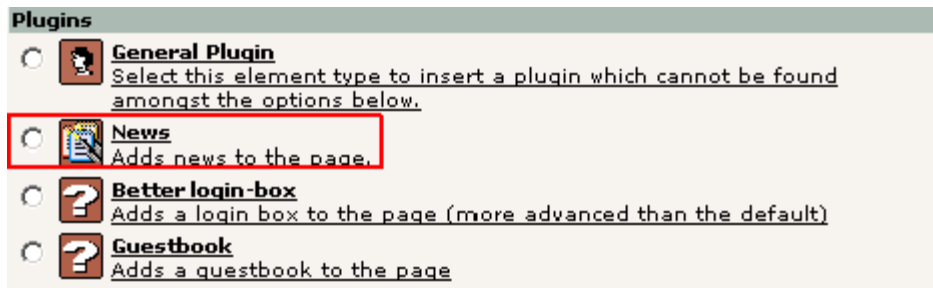 Plugins
General Plugin
Select this element type to insert a plugin which cannot be found
amongst the options below.
News
Adds news to the page.
Better login-box
Adds a login box to the page (more advanced than the default)
Guestbook
Adds a guestbook to the page